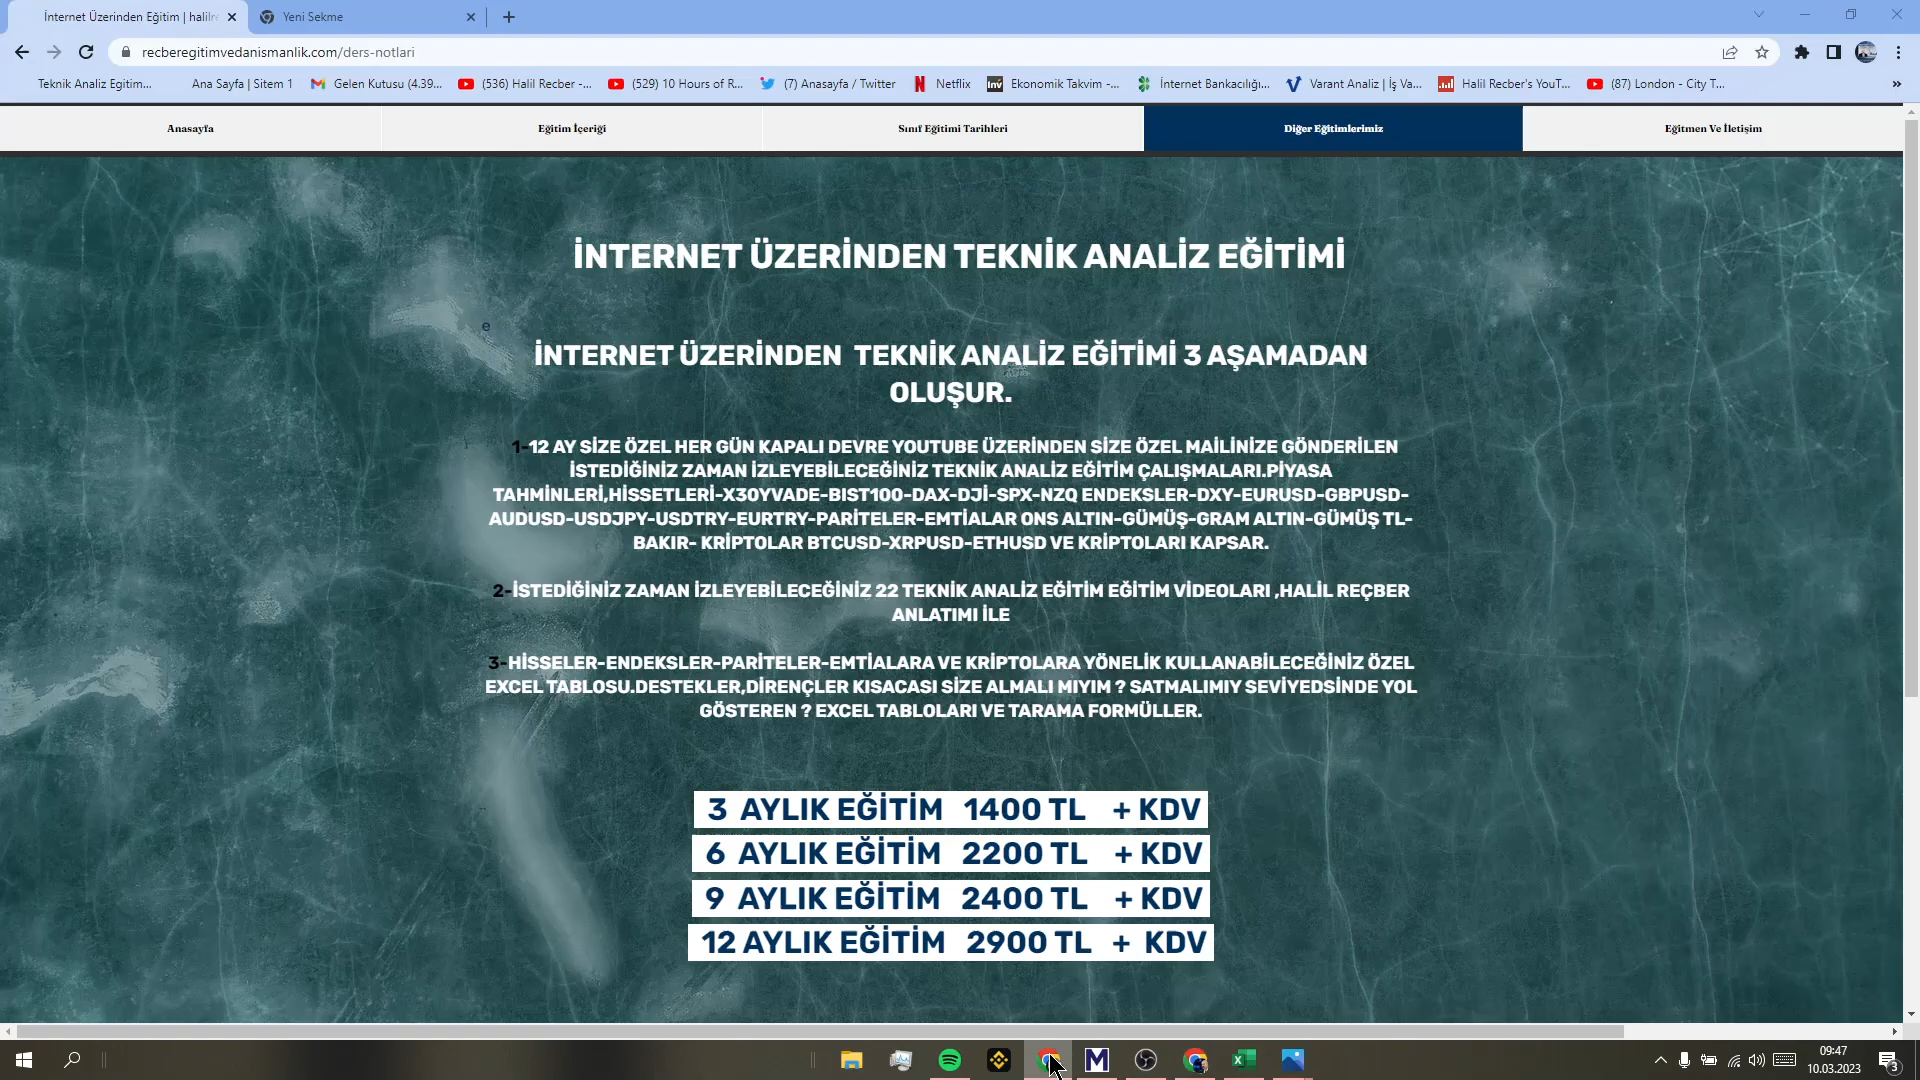 İnternet Üzerinden Eğitim | halilre
Yeni Sekme
recberegitimvedanismanlik.com/ders-notlari
Teknik Analiz Egitim...
Ana Sayfa | Sitem 1
Gelen Kutusu (4.39...
(536) Halil Recber -...
(529) 10 Hours of R...
(7) Anasayfa / Twitter
Netflix
Ekonomik Takvim -...
İnternet Bankacılığı...
Varant Analiz | İş Va...
Halil Recber's YouT...
(87) London - City T...
Anasayfa
Eğitim İçeriği
Sınıf Eğitimi Tarihleri
Diğer Eğitimlerimiz
Eğitmen Ve İletişim
İNTERNET ÜZERİNDEN TEKNİK ANALİZ EĞİTİMİ
e
İNTERNET ÜZERİNDEN TEKNİK ANALİZ EĞİTİMİ 3 AŞAMADAN
OLUŞUR.
1-12 AY SİZE ÖZEL HER GÜN KAPALI DEVRE YOUTUBE ÜZERİNDEN SİZE ÖZEL MAİLİNİZE GÖNDERİLEN
İSTEDİĞİNİZ ZAMAN İZLEYEBİLECEĞİNİZ TEKNİK ANALİZ EĞİTİM ÇALIŞMALARI.PİYASA
TAHMİNLERİ,HİSSETLERİ-X30YVADE-BIST100-DAX-DJİ-SPX-NZQ ENDEKSLER-DXY-EURUSD-GBPUSD-
AUDUSD-USDJPY-USDTRY-EURTRY-PARİTELER-EMTİALAR ONS ALTIN-GÜMÜŞ-GRAM ALTIN-GÜMÜŞ TL-
BAKIR- KRİPTOLAR BTCUSD-XRPUSD-ETHUSD VE KRİPTOLARI KAPSAR.
2-İSTEDİĞİNİZ ZAMAN İZLEYEBİLECEĞİNİZ 22 TEKNİK ANALİZ EĞİTİM EĞİTİM VİDEOLARI ,HALİL REÇBER
ANLATIMI İLE
3-HİSSELER-ENDEKSLER-PARİTELER-EMTİALARA VE KRİPTOLARA YÖNELİK KULLANABİLECEĞİNİZ ÖZEL
EXCEL TABLOSU.DESTEKLER,DİRENÇLER KISACASI SİZE ALMALI MIYIM ? SATMALIMIY SEVİYEDSİNDE YOL
GÖSTEREN ? EXCEL TABLOLARI VE TARAMA FORMÜLLER.
3 AYLIK EĞİTİM 1400 TL + KDV
6 AYLIK EĞİTİM 2200 TL + KDV
9 AYLIK EĞİTİM 2400 TL + KDV
12 AYLIK EĞİTİM 2900 TL + KDV
09:47
10.03.2023
3